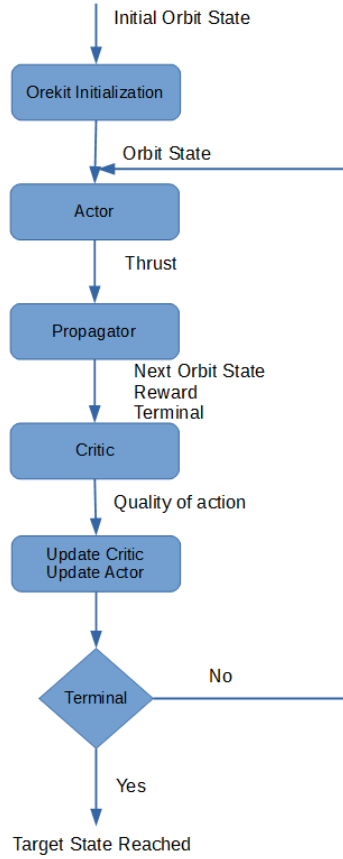 Initial Orbit State
Orekit Initialization
Orbit State
Actor
Thrust
Propagator
Next Orbit State
Reward
Terminal
Critic
Quality of action
Update Critic
Update Actor
Terminal
No
Yes
Target State Reached